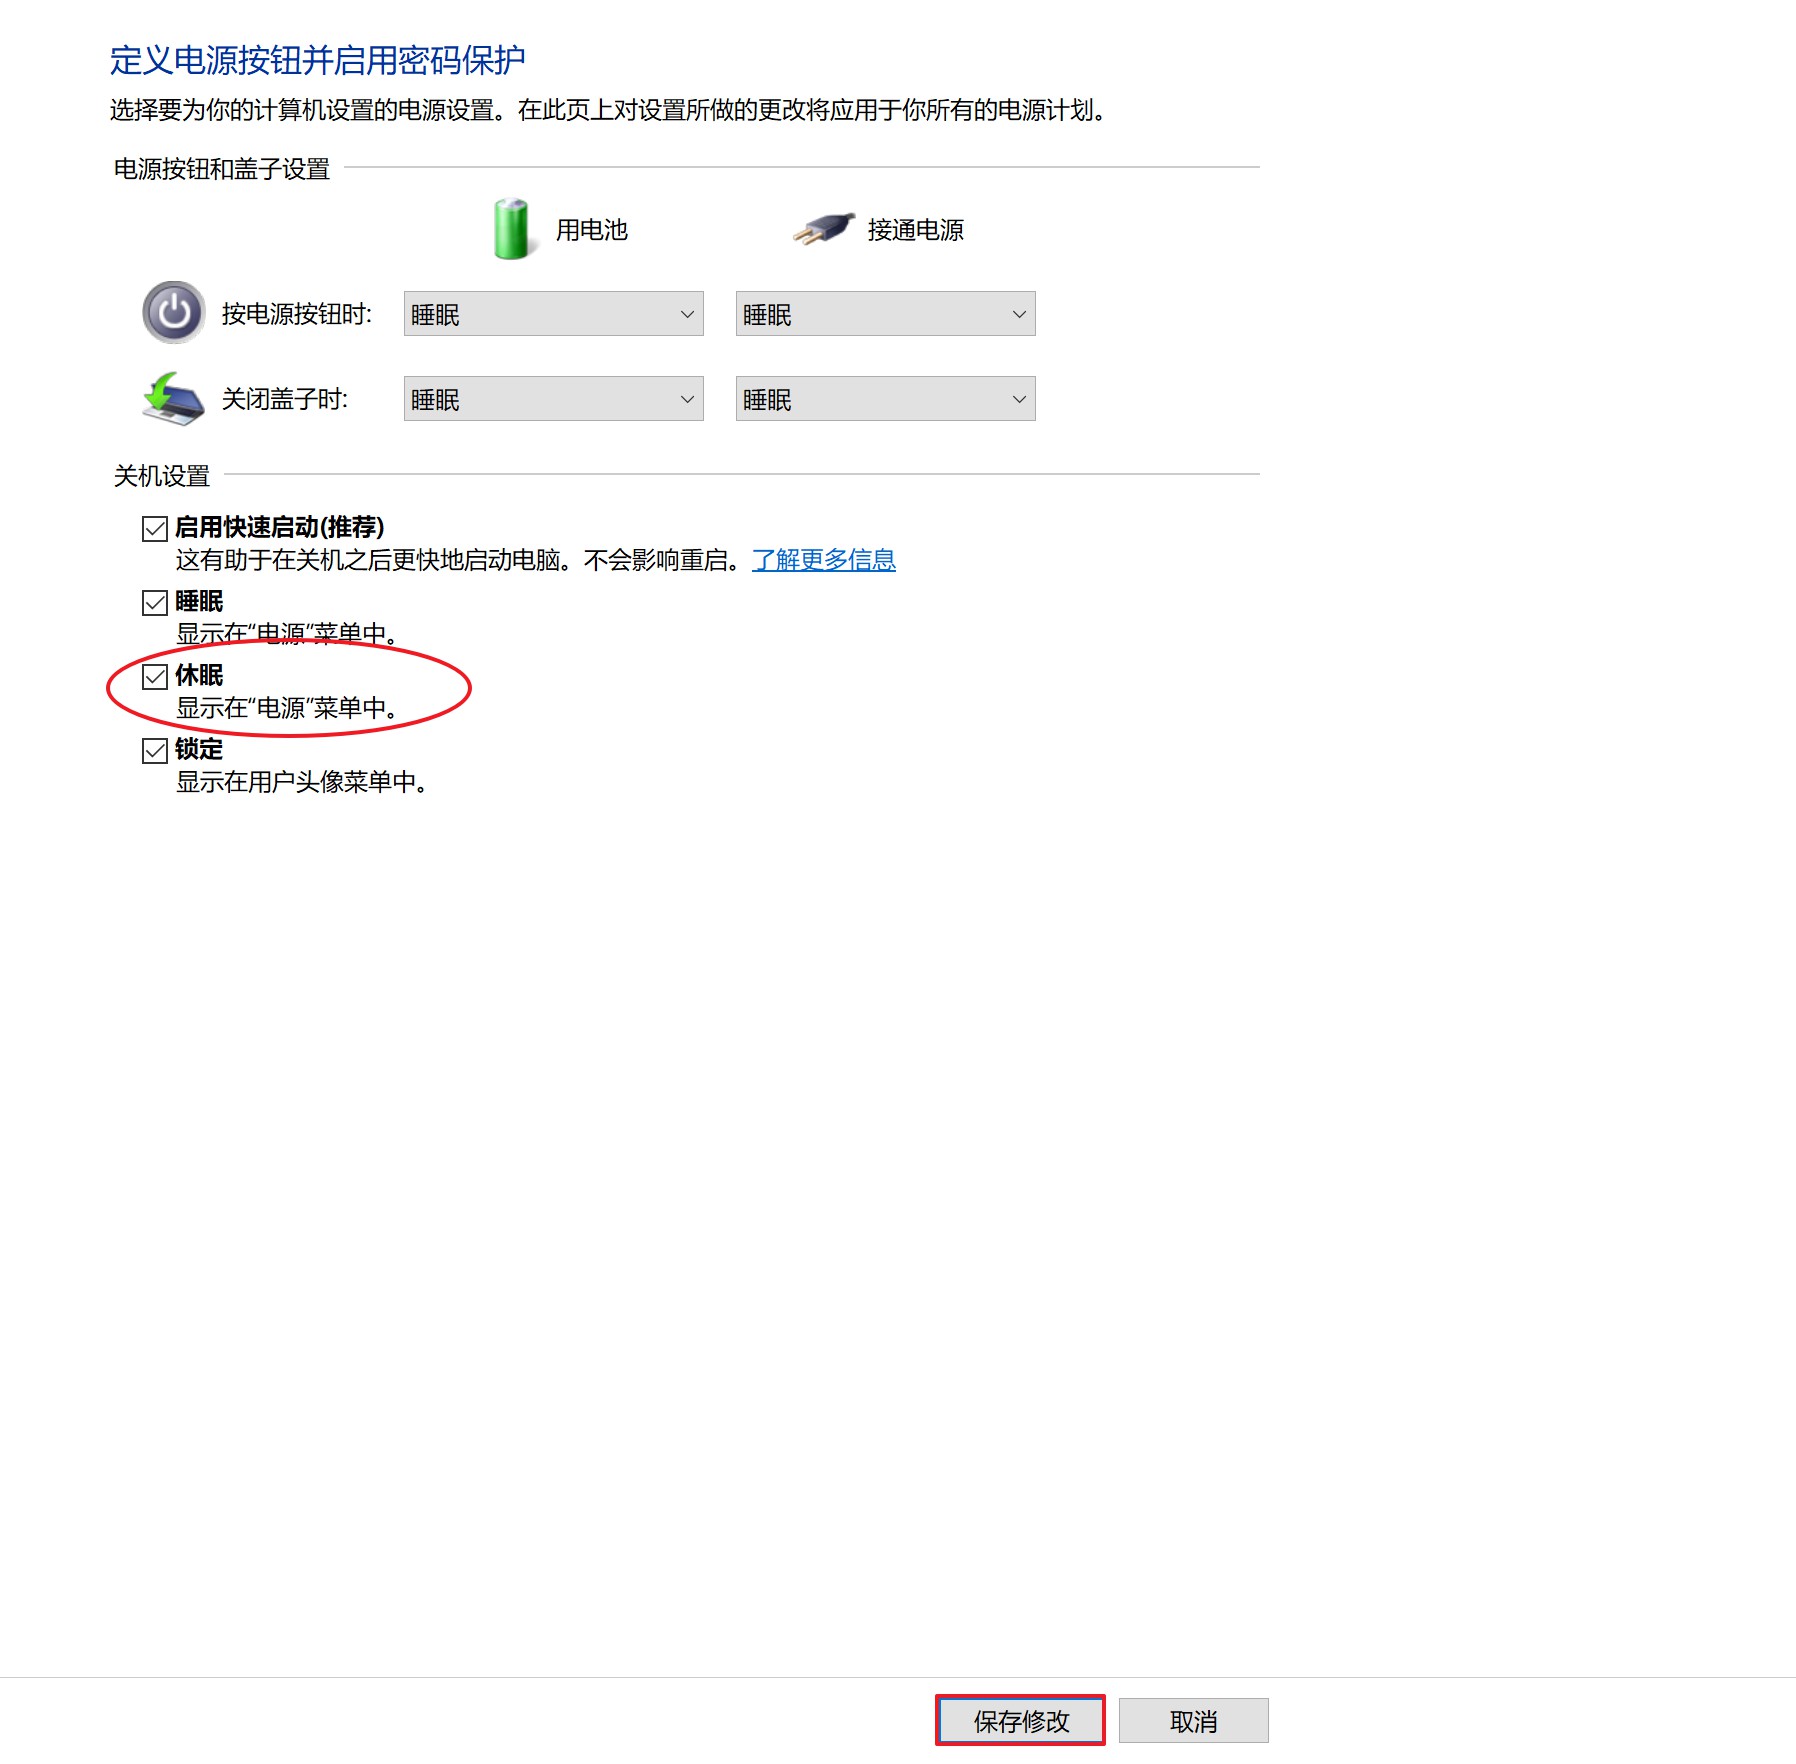 定义电源按钮并启用密码保护
选择要为你的计算机设置的电源设置。在此页上对设置所做的更改将应用于你所有的电源计划。
电源按钮和盖子设置
用电池 接通电源
按电源按钮时: 睡眠 睡眠
关闭盖子时: 睡眠 睡眠
关机设置
启用快速启动(推荐)
这有助于在关机之后更快地启动电脑。不会影响重启。了解更多信息
睡眠
显示在“电源”菜单中。
休眠
显示在“电源”菜单中。
锁定
显示在用户头像菜单中。
保存修改 取消